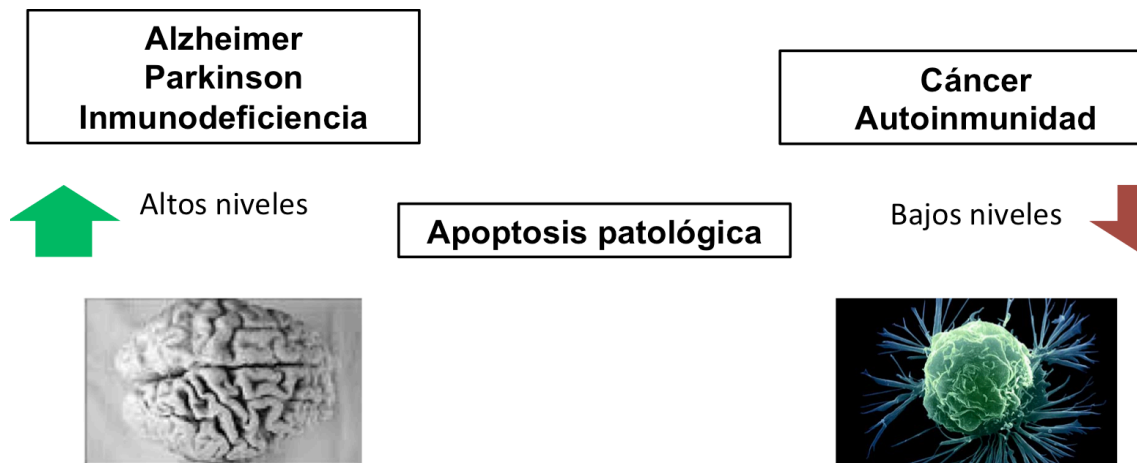 Alzheimer
Parkinson
Inmunodeficiencia
Cáncer
Autoinmunidad
Altos niveles
Bajos niveles
Apoptosis patológica